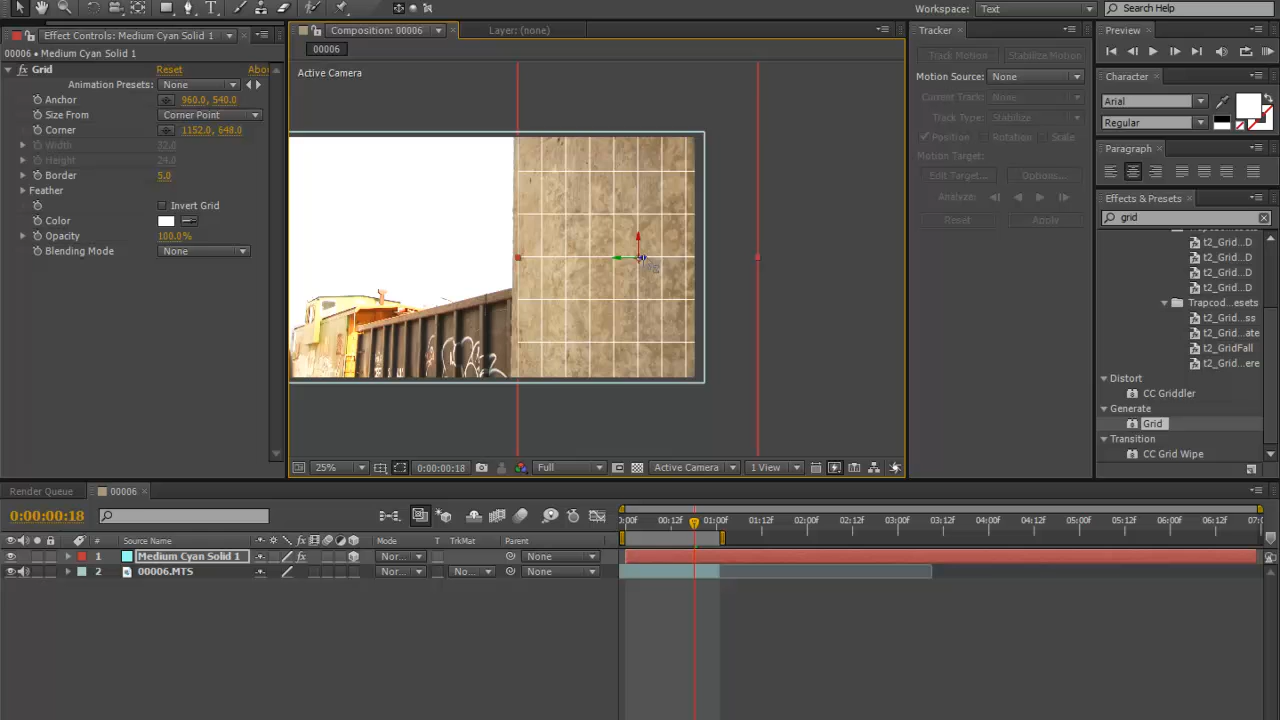 Workspace: Text Search Help
Effect Controls: Medium Cyan Solid 1
Composition: 00006
Layer: (none)
Tracker
Preview
00006 • Medium Cyan Solid 1
00006
Grid Reset Abo
Animation Presets: None
Anchor 960.0, 540.0
Size From Corner Point
Corner 1152.0, 648.0
Width 32.0
Height 24.0
Border 5.0
Feather
Invert Grid
Color
Opacity 100.0%
Blending Mode None
Active Camera
25% 0:00:00:18 Full Active Camera 1 View
Track Motion Stabilize Motion
Motion Source: None
Current Track: None
Track Type: Stabilize
Position Rotation Scale
Motion Target:
Edit Target... Options...
Analyze:
Reset Apply
Character
Arial
Regular
Paragraph
Effects & Presets
grid
t2_Grid...D
t2_Grid...D
t2_Grid...D
t2_Grid...D
Trapcod...esets
t2_Grid...ss
t2_Grid...ate
t2_GridFall
t2_Grid...ere
Distort
CC Griddler
Generate
Grid
Transition
CC Grid Wipe
Render Queue 00006
0:00:00:18
:00f 00:12f 01:00f 01:12f 02:00f 02:12f 03:00f 03:12f 04:00f 04:12f 05:00f 05:12f 06:00f 06:12f 07:0
# Source Name Mode T TrkMat Parent
1 Medium Cyan Solid 1 Nor... None
2 00006.MTS Nor... No... None